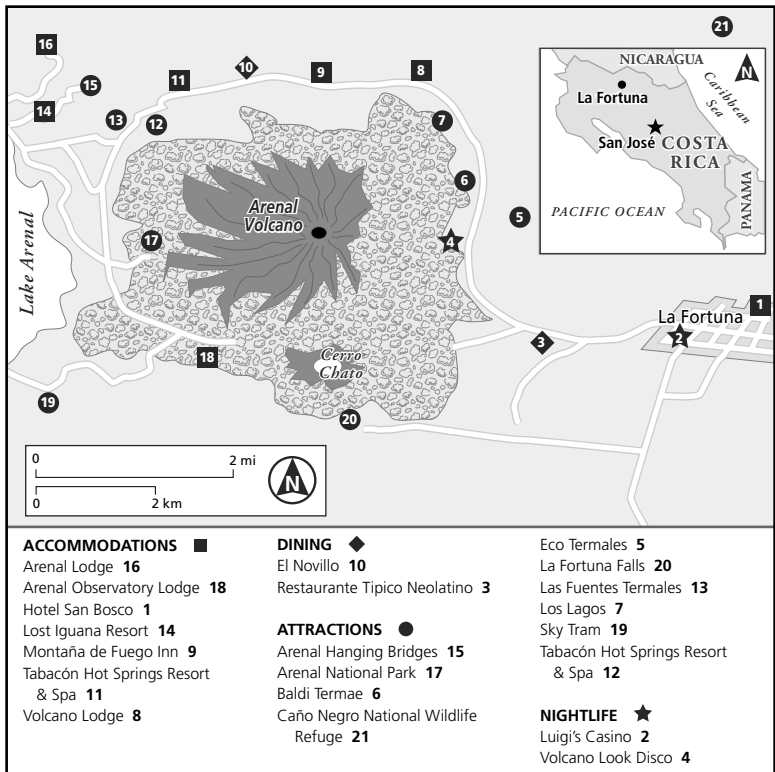 16
15
14
13
12
11
10
9
8
7
6
21
NICARAGUA
N
La Fortuna
Caribbean
Sea
San José
COSTA
RICA
PACIFIC OCEAN
PANAMA
5
Arenal
Volcano
4
17
Lake Arenal
La Fortuna
1
2
3
18
Cerro
Chato
19
20
0
2 mi
0
2 km
N
ACCOMMODATIONS
Arenal Lodge 16
Arenal Observatory Lodge 18
Hotel San Bosco 1
Lost Iguana Resort 14
Montaña de Fuego Inn 9
Tabacón Hot Springs Resort
& Spa 11
Volcano Lodge 8
DINING
El Novillo 10
Restaurante Tipico Neolatino 3
ATTRACTIONS
Arenal Hanging Bridges 15
Arenal National Park 17
Baldi Termae 6
Caño Negro National Wildlife
Refuge 21
Eco Termales 5
La Fortuna Falls 20
Las Fuentes Termales 13
Los Lagos 7
Sky Tram 19
Tabacón Hot Springs Resort
& Spa 12
NIGHTLIFE
Luigi's Casino 2
Volcano Look Disco 4